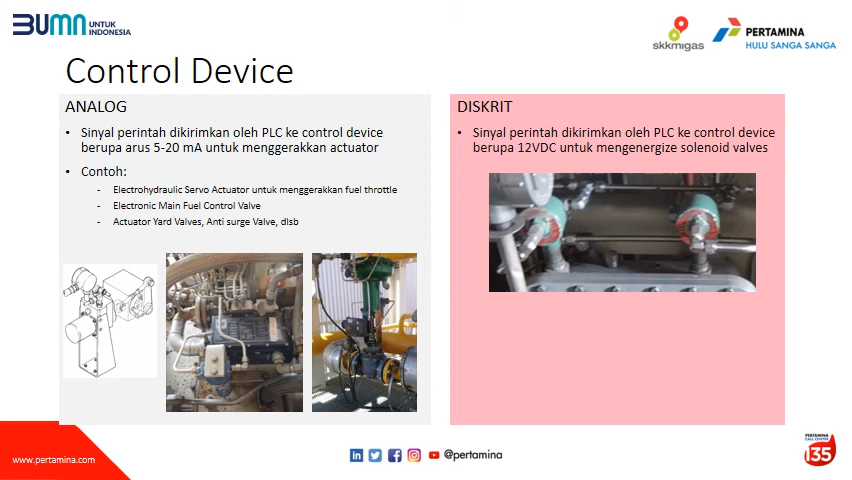 BUMN UNTUK
INDONESIA
skkmigas
PERTAMINA
HULU SANGA SANGA
Control Device
ANALOG
• Sinyal perintah dikirimkan oleh PLC ke control device
berupa arus 5-20 mA untuk menggerakkan actuator
• Contoh:
- Electrohydraulic Servo Actuator untuk menggerakkan fuel throttle
- Electronic Main Fuel Control Valve
- Actuator Yard Valves, Anti surge Valve, dlsb
DISKRIT
• Sinyal perintah dikirimkan oleh PLC ke control device
berupa 12VDC untuk mengenergize solenoid valves
www.pertamina.com
@pertamina
PERTAMINA
CALL CENTER
135